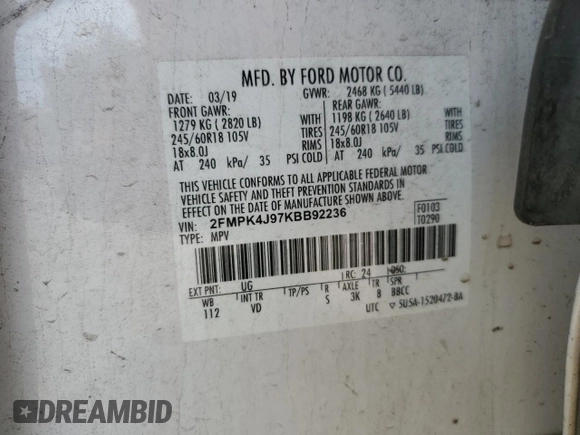 MFD. BY FORD MOTOR CO.
DATE: 03/19 GVWR: 2468 KG (5440 LB)
FRONT GAWR: REAR GAWR:
1279 KG (2820 LB) WITH 1198 KG (2640 LB) WITH
245/60R18 105V TIRES 245/60R18 105V TIRES
18x8.0J RIMS 18x8.0J RIMS
AT 240 kPa/ 35 PSI COLD AT 240 kPa/ 35 PSI COLD
THIS VEHICLE CONFORMS TO ALL APPLICABLE FEDERAL MOTOR
VEHICLE SAFETY AND THEFT PREVENTION STANDARDS IN
EFFECT ON THE DATE OF MANUFACTURE SHOWN ABOVE.
VIN: 2FMPK4J97KBB92236 F0103
TYPE: MPV T0290
EXT PNT: UG RC: 24 DSO:
WB INT TR TP/PS R AXLE TR SPR
112 VD S 3K 8 BBCC
UTC ▽ 5U5A-1520472-BA
DREAMBID